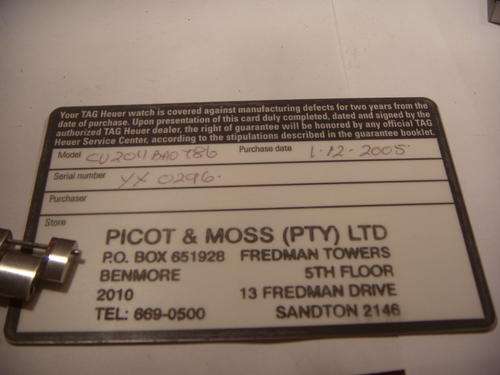 Your TAG Heuer watch is covered against manufacturing defects for two years from the
date of purchase. Upon presentation of this card duly completed, dated and signed by the
authorized TAG Heuer dealer, the right of guarantee will be honored by any official TAG
Heuer Service Center, according to the stipulations described in the guarantee booklet.
Model CV2014BA0786 Purchase date 1-12-2005
Serial number YX 0296.
Purchaser
Store
PICOT & MOSS (PTY) LTD
P.O. BOX 651928 FREDMAN TOWERS
BENMORE 5TH FLOOR
2010 13 FREDMAN DRIVE
TEL: 669-0500 SANDTON 2146